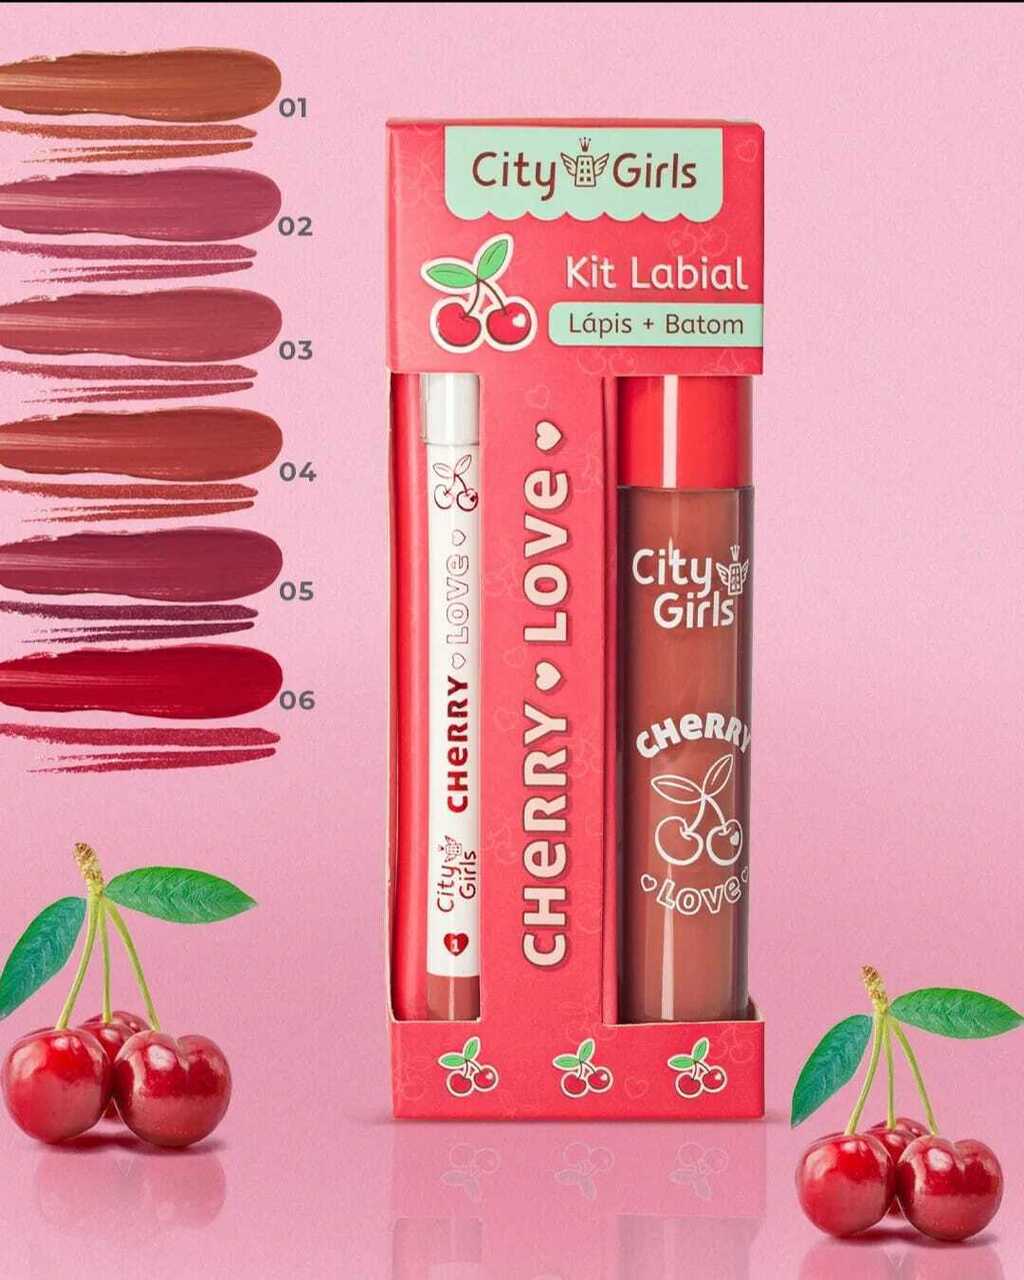 01
02
03
04
05
06
City Girls
Kit Labial
Lápis + Batom
CHERRY LOVE
CHERRY LOVE
City
Girls
1
City
Girls
CHERRY
LOVE